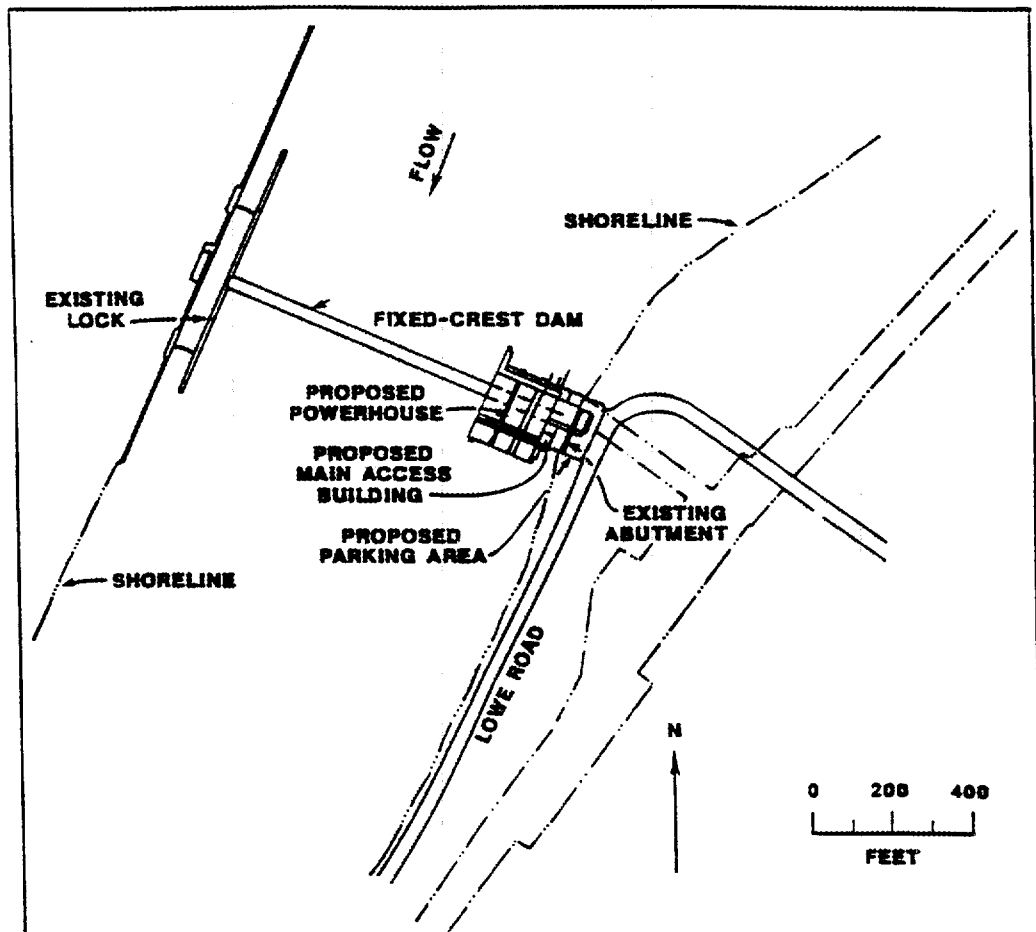 FLOW
SHORELINE
EXISTING
LOCK
FIXED-CREST DAM
PROPOSED
POWERHOUSE
PROPOSED
MAIN ACCESS
BUILDING
EXISTING
ABUTMENT
PROPOSED
PARKING AREA
SHORELINE
LOWE ROAD
N
0 200 400
FEET